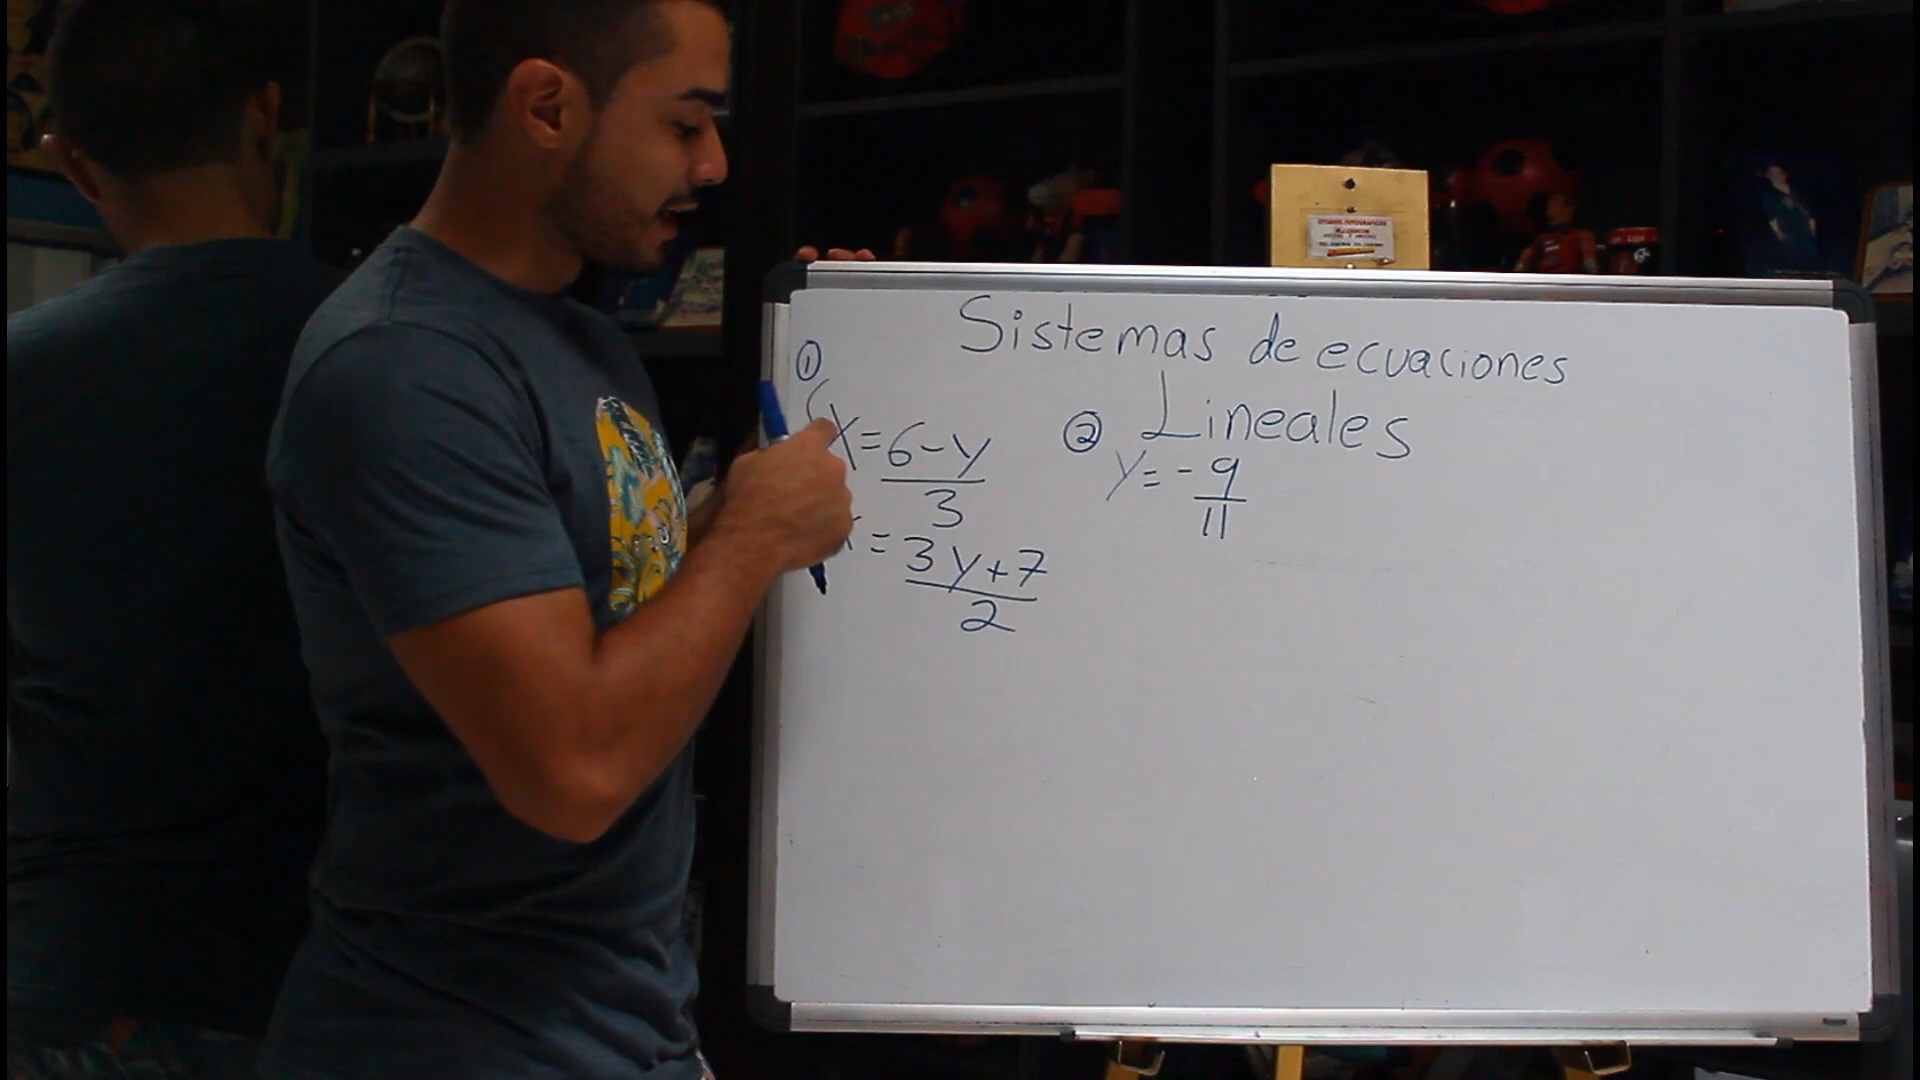 Sistemas de ecuaciones
Lineales
①
x = 6 - y
3
x = 3y + 7
2
②
y = - 9
11